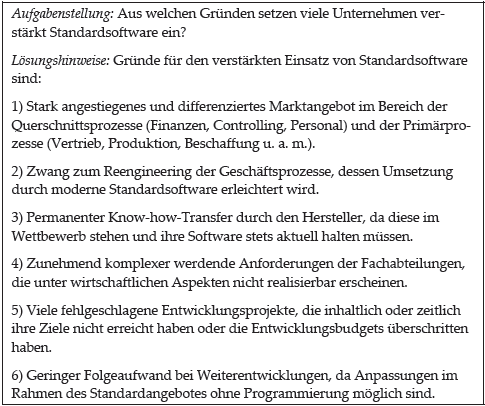 Aufgabenstellung: Aus welchen Gründen setzen viele Unternehmen ver-
stärkt Standardsoftware ein?
Lösungshinweise: Gründe für den verstärkten Einsatz von Standardsoftware
sind:
1) Stark angestiegenes und differenziertes Marktangebot im Bereich der
Querschnittsprozesse (Finanzen, Controlling, Personal) und der Primärpro-
zesse (Vertrieb, Produktion, Beschaffung u. a. m.).
2) Zwang zum Reengineering der Geschäftsprozesse, dessen Umsetzung
durch moderne Standardsoftware erleichtert wird.
3) Permanenter Know-how-Transfer durch den Hersteller, da diese im
Wettbewerb stehen und ihre Software stets aktuell halten müssen.
4) Zunehmend komplexer werdende Anforderungen der Fachabteilungen,
die unter wirtschaftlichen Aspekten nicht realisierbar erscheinen.
5) Viele fehlgeschlagene Entwicklungsprojekte, die inhaltlich oder zeitlich
ihre Ziele nicht erreicht haben oder die Entwicklungsbudgets überschritten
haben.
6) Geringer Folgeaufwand bei Weiterentwicklungen, da Anpassungen im
Rahmen des Standardangebotes ohne Programmierung möglich sind.